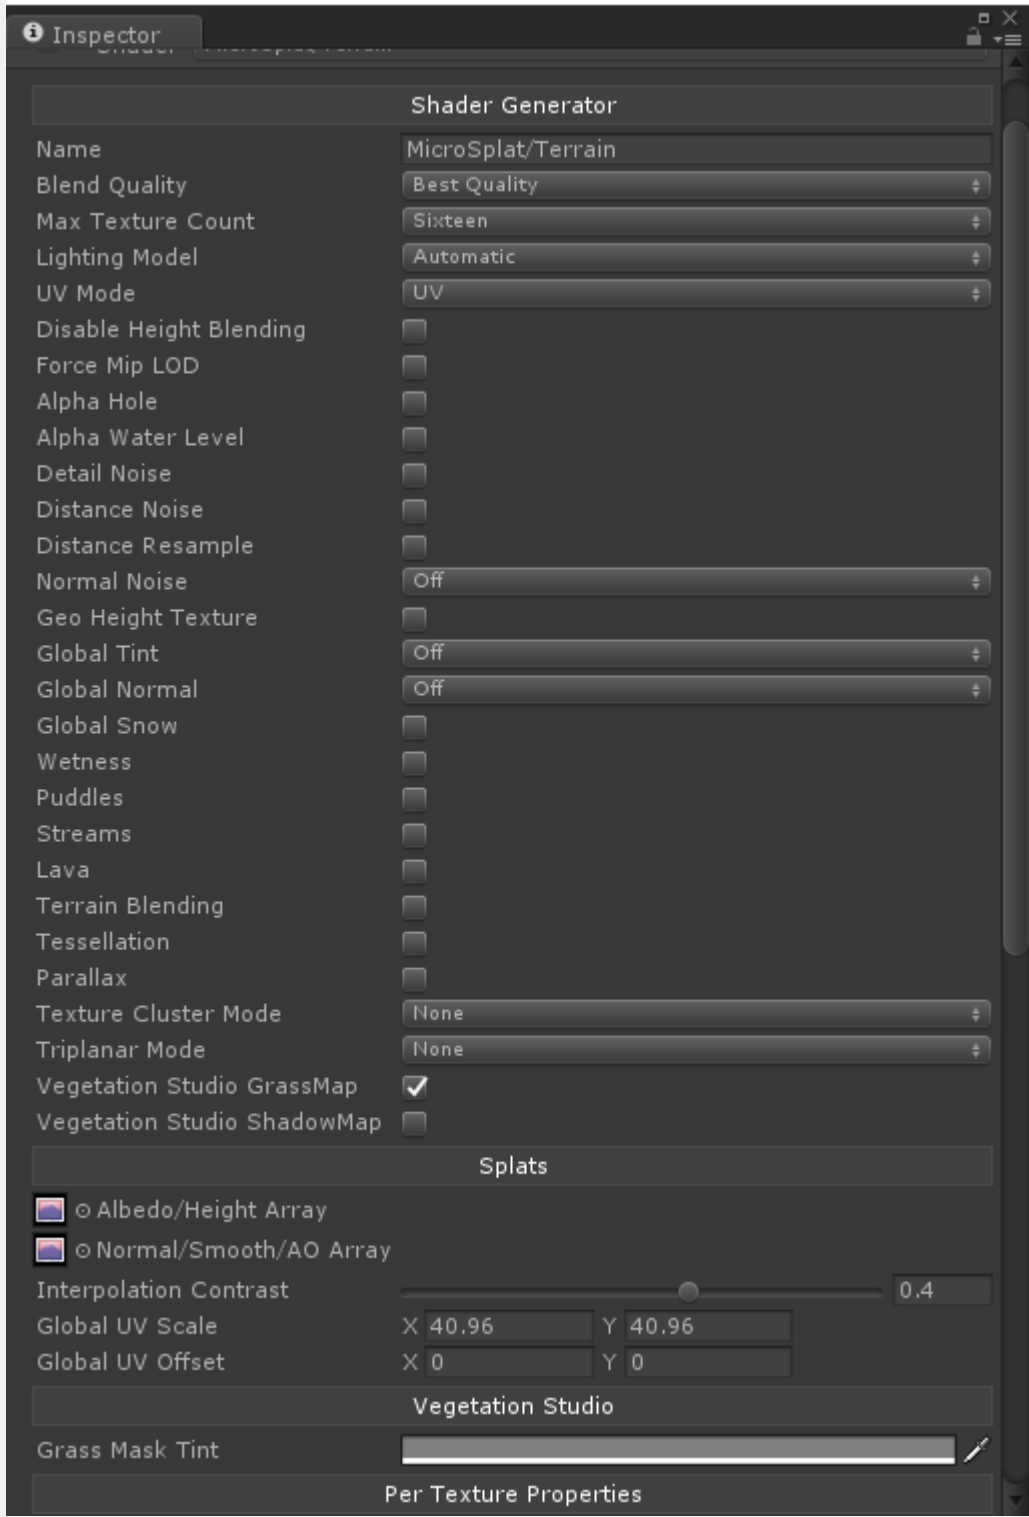 Inspector
Shader MicroSplat/Terrain
Shader Generator
Name MicroSplat/Terrain
Blend Quality Best Quality
Max Texture Count Sixteen
Lighting Model Automatic
UV Mode UV
Disable Height Blending
Force Mip LOD
Alpha Hole
Alpha Water Level
Detail Noise
Distance Noise
Distance Resample
Normal Noise Off
Geo Height Texture
Global Tint Off
Global Normal Off
Global Snow
Wetness
Puddles
Streams
Lava
Terrain Blending
Tessellation
Parallax
Texture Cluster Mode None
Triplanar Mode None
Vegetation Studio GrassMap
Vegetation Studio ShadowMap
Splats
Albedo/Height Array
Normal/Smooth/AO Array
Interpolation Contrast 0.4
Global UV Scale X 40.96 Y 40.96
Global UV Offset X 0 Y 0
Vegetation Studio
Grass Mask Tint
Per Texture Properties